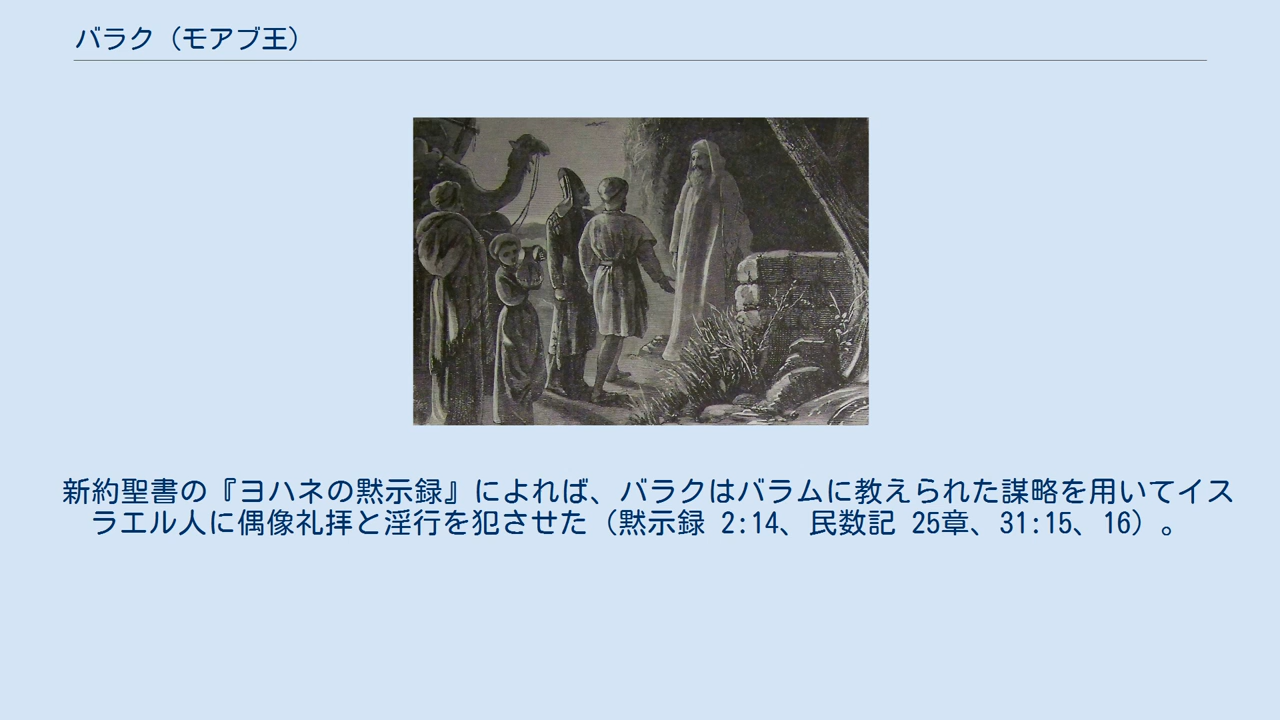 バラク（モアブ王）
新約聖書の『ヨハネの黙示録』によれば、バラクはバラムに教えられた謀略を用いてイス
ラエル人に偶像礼拝と淫行を犯させた（黙示録 2:14、民数記 25章、31:15、16）。